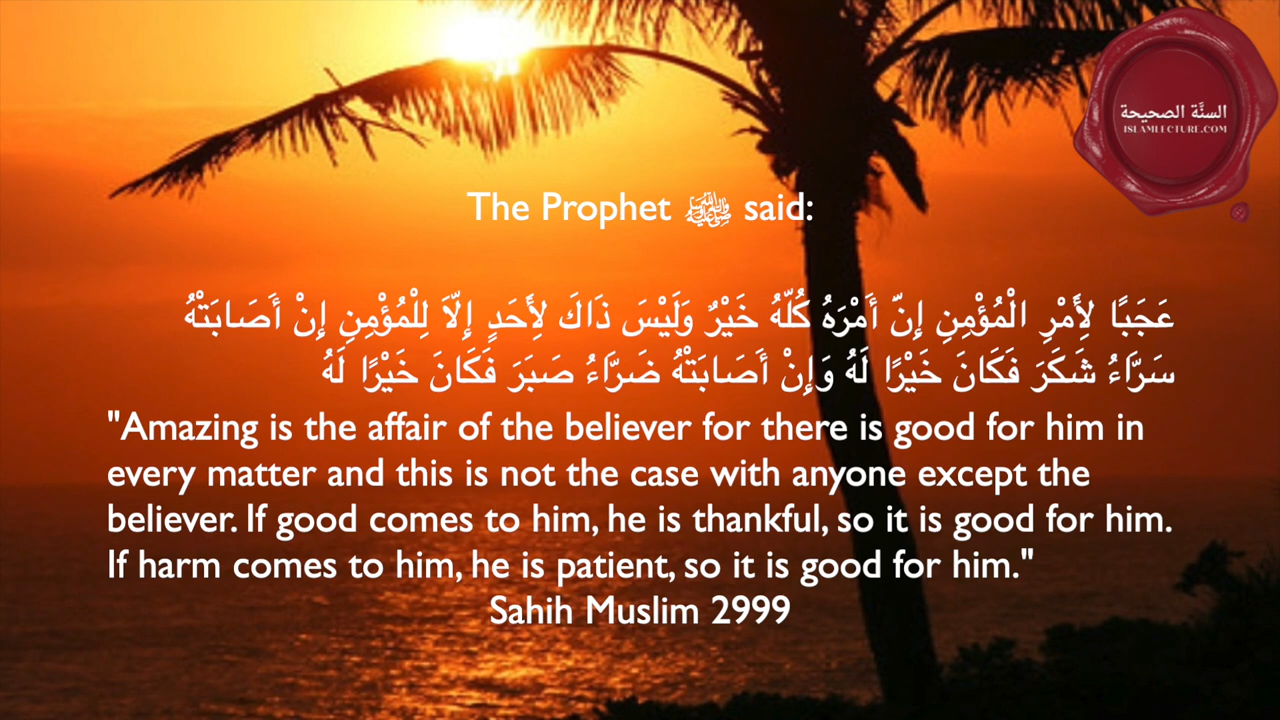 السنَّة الصحيحة
ISLAMLECTURE.COM
The Prophet ﷺ said:
عَجَبًا لِأَمْرِ الْمُؤْمِنِ إِنّ أَمْرَهُ كُلّهُ خَيْرٌ وَلَيْسَ ذَاكَ لِأَحَدٍ إِلّاَ لِلْمُؤْمِنِ إِنْ أَصَابَتْهُ
سَرَّاءُ شَكَرَ فَكَانَ خَيْرًا لَهُ وَإِنْ أَصَابَتْهُ ضَرَّاءُ صَبَرَ فَكَانَ خَيْرًا لَهُ
"Amazing is the affair of the believer for there is good for him in
every matter and this is not the case with anyone except the
believer. If good comes to him, he is thankful, so it is good for him.
If harm comes to him, he is patient, so it is good for him."
Sahih Muslim 2999